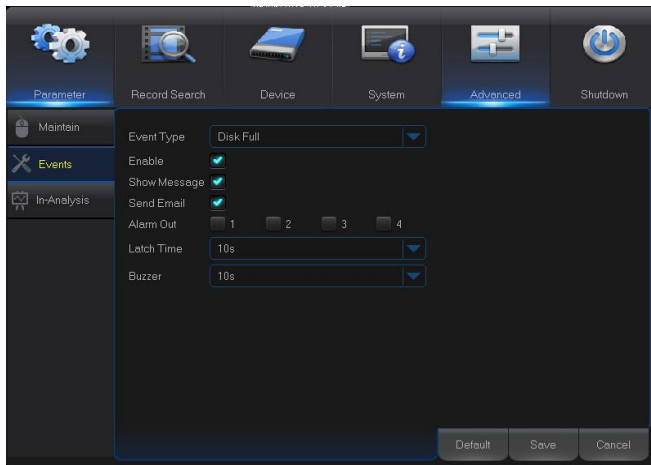 Parameter Record Search Device System Advanced Shutdown
Maintain
Events
In-Analysis
Event Type Disk Full
Enable
Show Message
Send Email
Alarm Out 1 2 3 4
Latch Time 10s
Buzzer 10s
Default Save Cancel